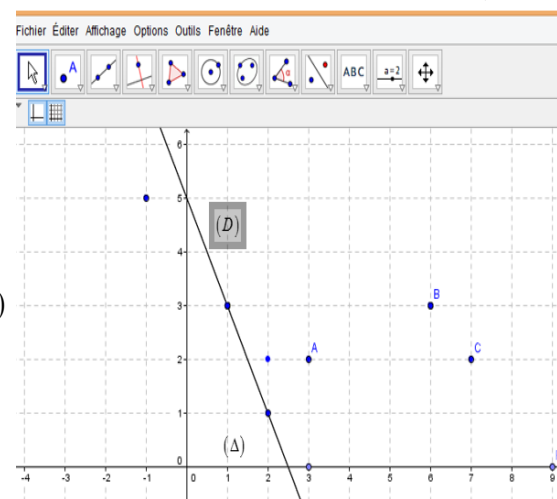 Fichier Éditer Affichage Options Outils Fenêtre Aide
A
α
ABC
a=2
)
6
5
(D)
4
3
B
2
A
C
1
(Δ)
0
-4 -3 -2 -1 0 1 2 3 4 5 6 7 8 9